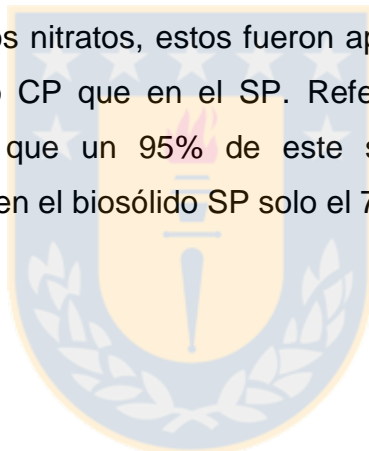 os nitratos, estos fueron ap
CP que en el SP. Refe
que un 95% de este s
en el biosólido SP solo el 7